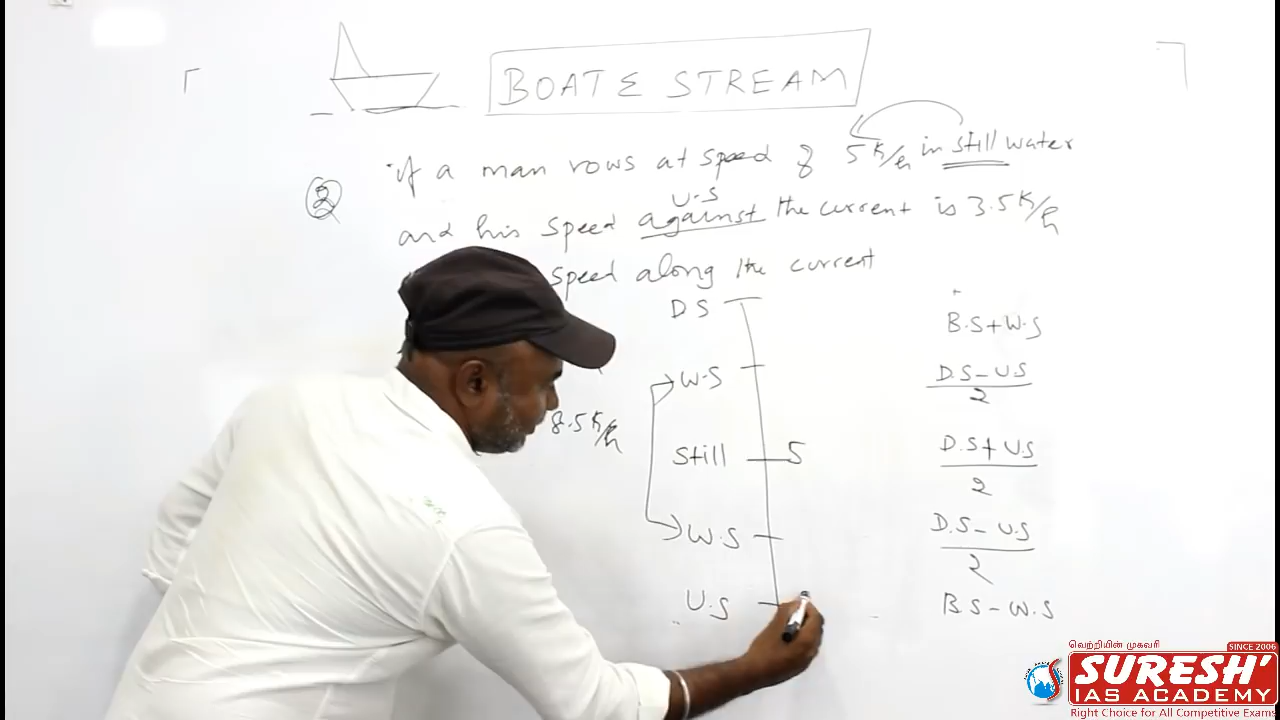 BOAT & STREAM
2
if a man rows at speed of 5 K/h in still water
U.S
and his speed against the current is 3.5 K/h
speed along the current
D S
B.S + W.S
W.S
D.S - U.S
2
8.5 K/h
Still 5
D.S + U.S
2
W.S
D.S - U.S
2
U.S
B.S - W.S
வெற்றியின் முகவரி
SINCE 2006
SURESH'
IAS ACADEMY
Right Choice for All Competitive Exams